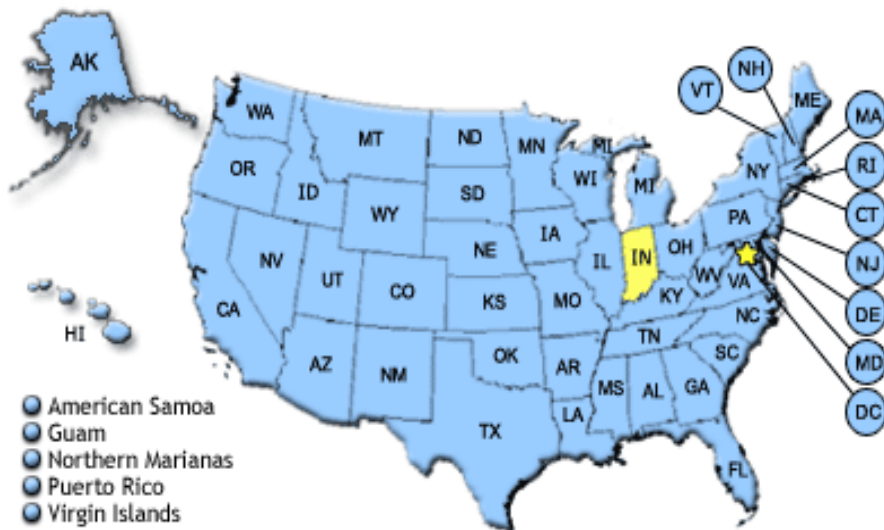 AK
NH
VT
ME
MA
WA
MT
ND
MN
MI
OR
ID
SD
WI
MI
NY
RI
WY
CT
PA
IA
NE
NV
UT
IL
IN
OH
NJ
CO
WV
VA
CA
KS
MO
KY
DE
HI
NC
TN
OK
AZ
NM
AR
SC
MD
MS
AL
GA
DC
LA
TX
FL
American Samoa
Guam
Northern Marianas
Puerto Rico
Virgin Islands